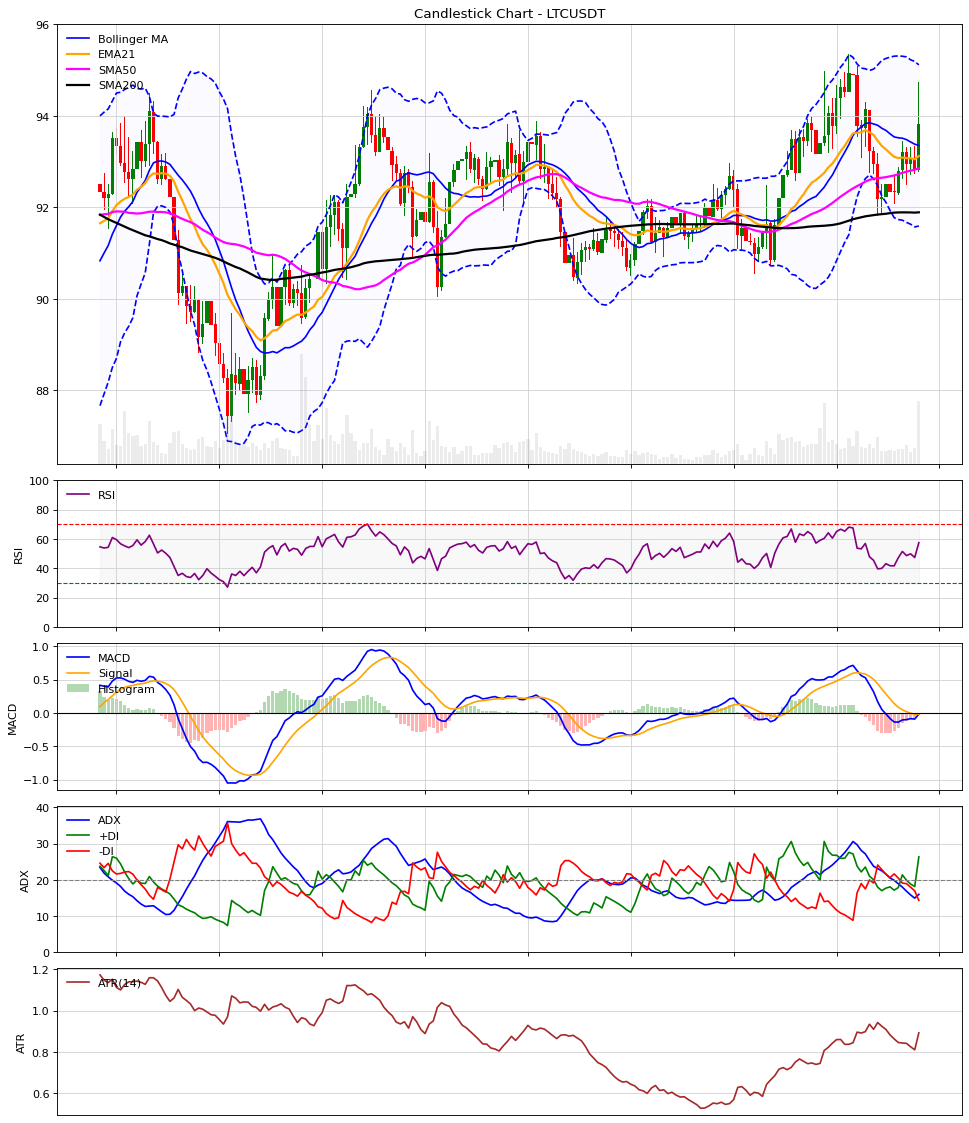 Candlestick Chart - LTCUSDT
96
94
92
90
88
Bollinger MA
EMA21
SMA50
SMA200
100
80
60
40
20
0
RSI
RSI
1.0
0.5
0.0
−0.5
−1.0
MACD
MACD
Signal
Histogram
40
30
20
10
0
ADX
ADX
+DI
-DI
1.2
1.0
0.8
0.6
ATR
ATR(14)